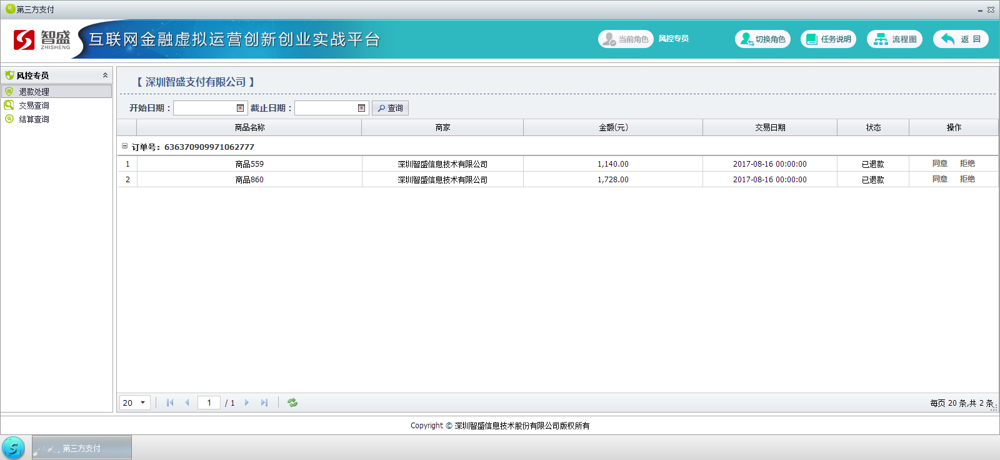 第三方支付
智盛 ZHISHENG 互联网金融虚拟运营创新创业实战平台 当前角色 风控专员 切换角色 任务说明 流程图 返 回
风控专员
退款处理
交易查询
结算查询
【 深圳智盛支付有限公司 】
开始日期： 截止日期： 查询
商品名称 商家 金额(元) 交易日期 状态 操作
订单号：636370909971062777
1 商品559 深圳智盛信息技术有限公司 1,140.00 2017-08-16 00:00:00 已退款 同意 拒绝
2 商品860 深圳智盛信息技术有限公司 1,728.00 2017-08-16 00:00:00 已退款 同意 拒绝
20 1 / 1 每页 20 条,共 2 条
Copyright © 深圳智盛信息技术股份有限公司版权所有
第三方支付